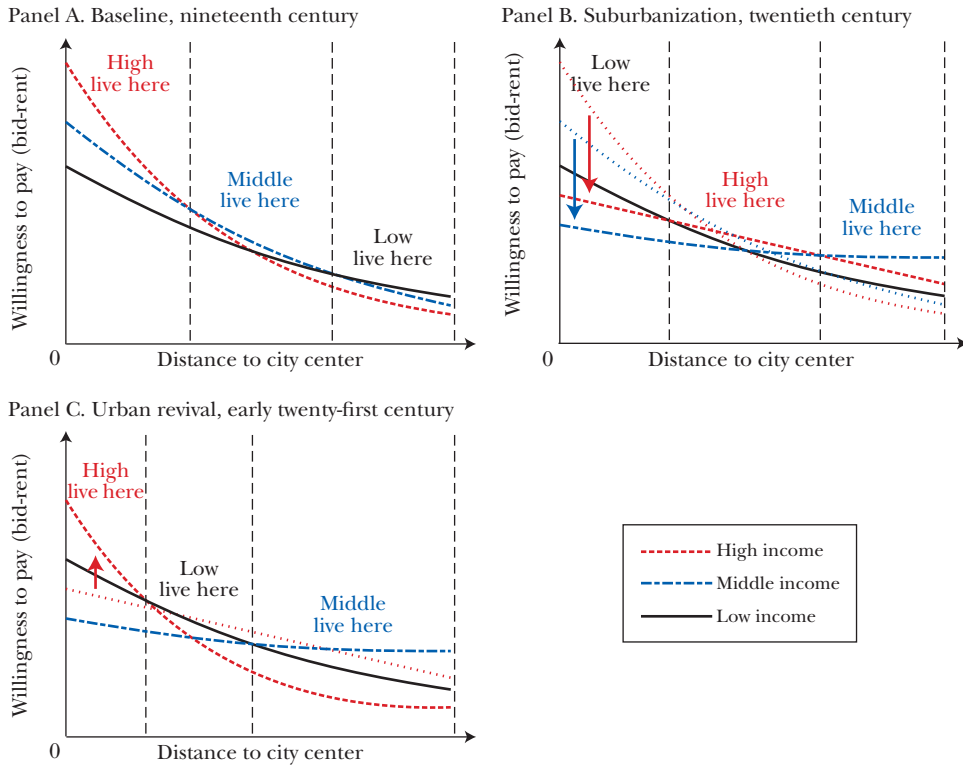 Panel A. Baseline, nineteenth century
Willingness to pay (bid-rent)
High
live here
Middle
live here
Low
live here
0
Distance to city center
Panel B. Suburbanization, twentieth century
Willingness to pay (bid-rent)
Low
live here
High
live here
Middle
live here
0
Distance to city center
Panel C. Urban revival, early twenty-first century
Willingness to pay (bid-rent)
High
live here
Low
live here
Middle
live here
0
Distance to city center
High income
Middle income
Low income